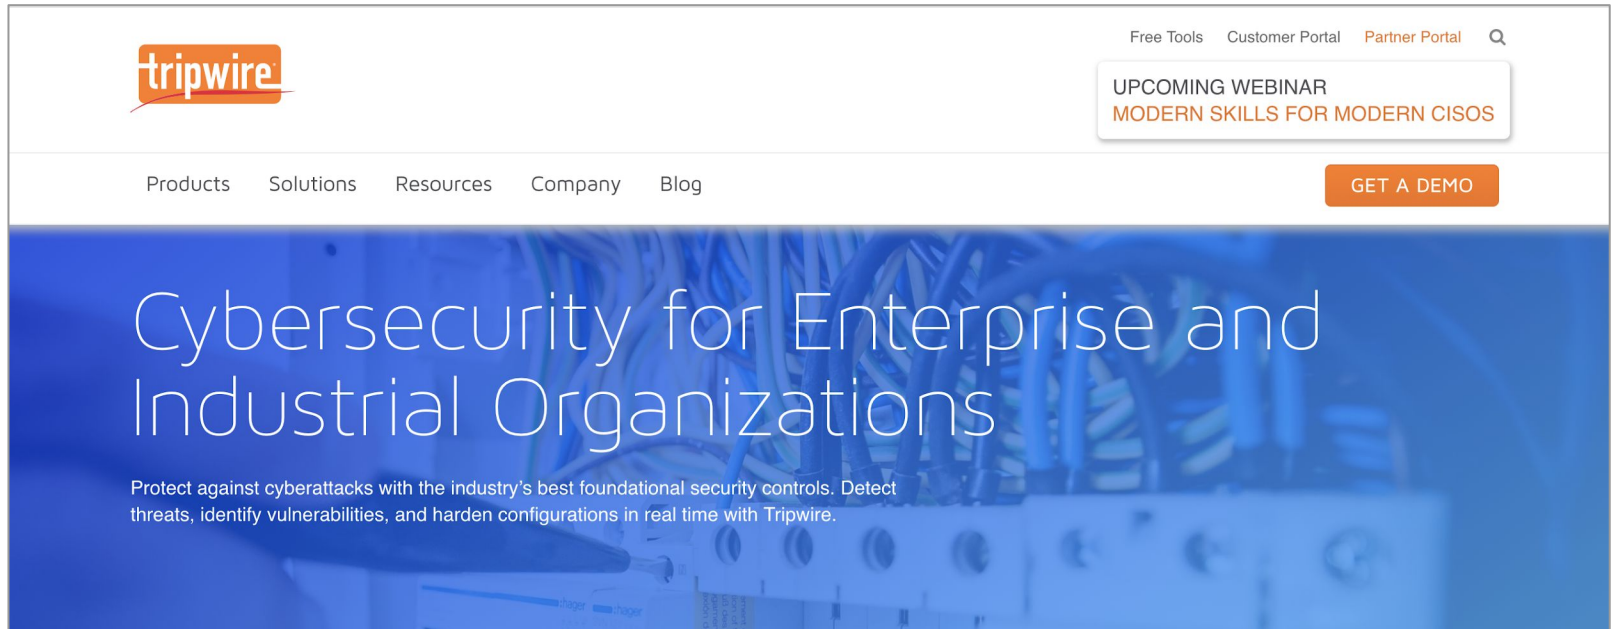 tripwire
Free Tools Customer Portal Partner Portal
UPCOMING WEBINAR
MODERN SKILLS FOR MODERN CISOS
Products Solutions Resources Company Blog
GET A DEMO
Cybersecurity for Enterprise and
Industrial Organizations
Protect against cyberattacks with the industry's best foundational security controls. Detect
threats, identify vulnerabilities, and harden configurations in real time with Tripwire.
:hager :hager